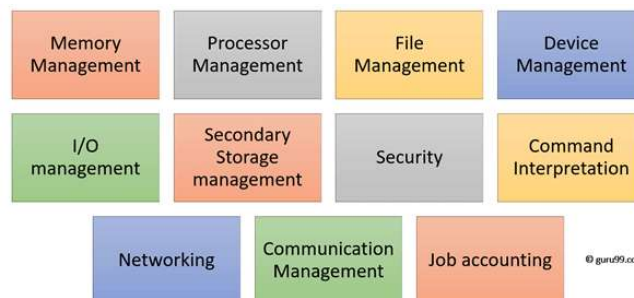 Memory
Management
Processor
Management
File
Management
Device
Management
I/O
management
Secondary
Storage
management
Security
Command
Interpretation
Networking
Communication
Management
Job accounting
© guru99.co